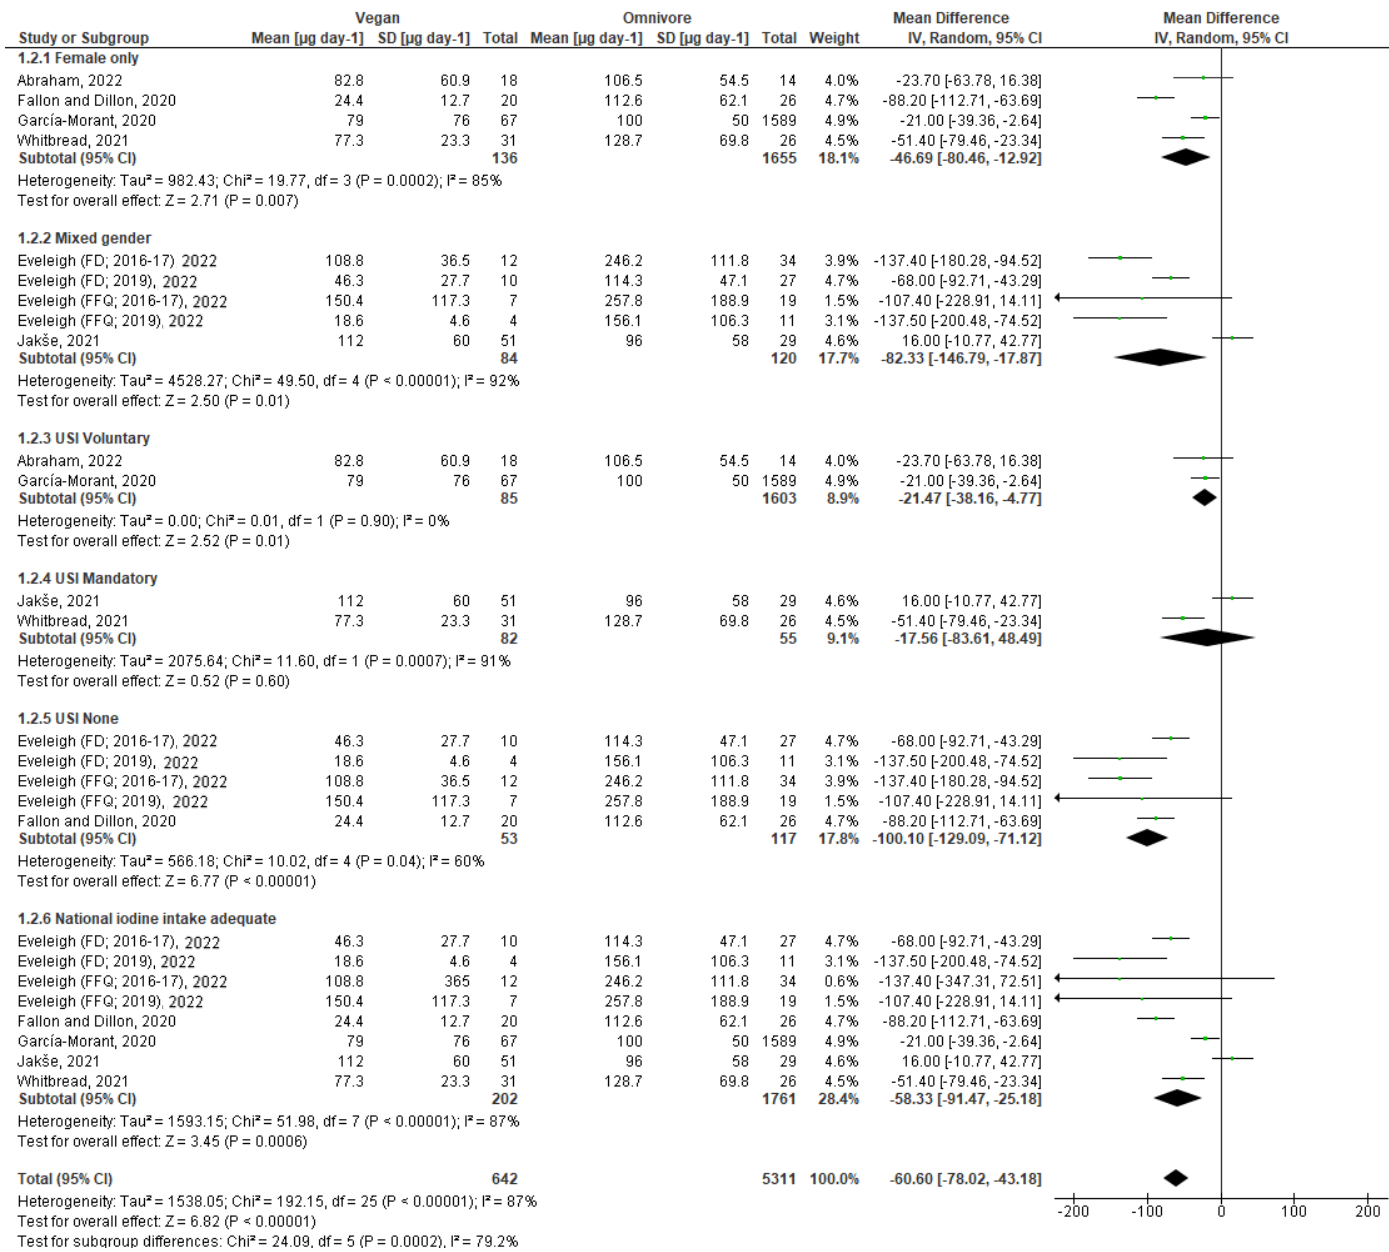 Vegan Omnivore Mean Difference Mean Difference
Study or Subgroup Mean [µg day-1] SD [µg day-1] Total Mean [µg day-1] SD [µg day-1] Total Weight IV, Random, 95% CI IV, Random, 95% CI
1.2.1 Female only
Abraham, 2022 82.8 60.9 18 106.5 54.5 14 4.0% -23.70 [-63.78, 16.38]
Fallon and Dillon, 2020 24.4 12.7 20 112.6 62.1 26 4.7% -88.20 [-112.71, -63.69]
García-Morant, 2020 79 76 67 100 50 1589 4.9% -21.00 [-39.36, -2.64]
Whitbread, 2021 77.3 23.3 31 128.7 69.8 26 4.5% -51.40 [-79.46, -23.34]
Subtotal (95% CI) 136 1655 18.1% -46.69 [-80.46, -12.92]
Heterogeneity: Tau² = 982.43; Chi² = 19.77, df = 3 (P = 0.0002); I² = 85%
Test for overall effect: Z = 2.71 (P = 0.007)
1.2.2 Mixed gender
Eveleigh (FD; 2016-17) 2022 108.8 36.5 12 246.2 111.8 34 3.9% -137.40 [-180.28, -94.52]
Eveleigh (FD; 2019), 2022 46.3 27.7 10 114.3 47.1 27 4.7% -68.00 [-92.71, -43.29]
Eveleigh (FFQ; 2016-17), 2022 150.4 117.3 7 257.8 188.9 19 1.5% -107.40 [-228.91, 14.11]
Eveleigh (FFQ; 2019), 2022 18.6 4.6 4 156.1 106.3 11 3.1% -137.50 [-200.48, -74.52]
Jakše, 2021 112 60 51 96 58 29 4.6% 16.00 [-10.77, 42.77]
Subtotal (95% CI) 84 120 17.7% -82.33 [-146.79, -17.87]
Heterogeneity: Tau² = 4528.27; Chi² = 49.50, df = 4 (P < 0.00001); I² = 92%
Test for overall effect: Z = 2.50 (P = 0.01)
1.2.3 USI Voluntary
Abraham, 2022 82.8 60.9 18 106.5 54.5 14 4.0% -23.70 [-63.78, 16.38]
García-Morant, 2020 79 76 67 100 50 1589 4.9% -21.00 [-39.36, -2.64]
Subtotal (95% CI) 85 1603 8.9% -21.47 [-38.16, -4.77]
Heterogeneity: Tau² = 0.00; Chi² = 0.01, df = 1 (P = 0.90); I² = 0%
Test for overall effect: Z = 2.52 (P = 0.01)
1.2.4 USI Mandatory
Jakše, 2021 112 60 51 96 58 29 4.6% 16.00 [-10.77, 42.77]
Whitbread, 2021 77.3 23.3 31 128.7 69.8 26 4.5% -51.40 [-79.46, -23.34]
Subtotal (95% CI) 82 55 9.1% -17.56 [-83.61, 48.49]
Heterogeneity: Tau² = 2075.64; Chi² = 11.60, df = 1 (P = 0.0007); I² = 91%
Test for overall effect: Z = 0.52 (P = 0.60)
1.2.5 USI None
Eveleigh (FD; 2016-17), 2022 46.3 27.7 10 114.3 47.1 27 4.7% -68.00 [-92.71, -43.29]
Eveleigh (FD; 2019), 2022 18.6 4.6 4 156.1 106.3 11 3.1% -137.50 [-200.48, -74.52]
Eveleigh (FFQ; 2016-17), 2022 108.8 36.5 12 246.2 111.8 34 3.9% -137.40 [-180.28, -94.52]
Eveleigh (FFQ; 2019), 2022 150.4 117.3 7 257.8 188.9 19 1.5% -107.40 [-228.91, 14.11]
Fallon and Dillon, 2020 24.4 12.7 20 112.6 62.1 26 4.7% -88.20 [-112.71, -63.69]
Subtotal (95% CI) 53 117 17.8% -100.10 [-129.09, -71.12]
Heterogeneity: Tau² = 566.18; Chi² = 10.02, df = 4 (P = 0.04); I² = 60%
Test for overall effect: Z = 6.77 (P < 0.00001)
1.2.6 National iodine intake adequate
Eveleigh (FD; 2016-17), 2022 46.3 27.7 10 114.3 47.1 27 4.7% -68.00 [-92.71, -43.29]
Eveleigh (FD; 2019), 2022 18.6 4.6 4 156.1 106.3 11 3.1% -137.50 [-200.48, -74.52]
Eveleigh (FFQ; 2016-17), 2022 108.8 365 12 246.2 111.8 34 0.6% -137.40 [-347.31, 72.51]
Eveleigh (FFQ; 2019), 2022 150.4 117.3 7 257.8 188.9 19 1.5% -107.40 [-228.91, 14.11]
Fallon and Dillon, 2020 24.4 12.7 20 112.6 62.1 26 4.7% -88.20 [-112.71, -63.69]
García-Morant, 2020 79 76 67 100 50 1589 4.9% -21.00 [-39.36, -2.64]
Jakše, 2021 112 60 51 96 58 29 4.6% 16.00 [-10.77, 42.77]
Whitbread, 2021 77.3 23.3 31 128.7 69.8 26 4.5% -51.40 [-79.46, -23.34]
Subtotal (95% CI) 202 1761 28.4% -58.33 [-91.47, -25.18]
Heterogeneity: Tau² = 1593.15; Chi² = 51.98, df = 7 (P < 0.00001); I² = 87%
Test for overall effect: Z = 3.45 (P = 0.0006)
Total (95% CI) 642 5311 100.0% -60.60 [-78.02, -43.18]
Heterogeneity: Tau² = 1538.05; Chi² = 192.15, df = 25 (P < 0.00001); I² = 87%
Test for overall effect: Z = 6.82 (P < 0.00001)
Test for subgroup differences: Chi² = 24.09, df = 5 (P = 0.0002), I² = 79.2%
-200 -100 0 100 200